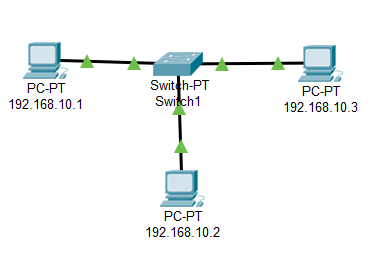 PC-PT
192.168.10.1
Switch-PT
Switch1
PC-PT
192.168.10.3
PC-PT
192.168.10.2